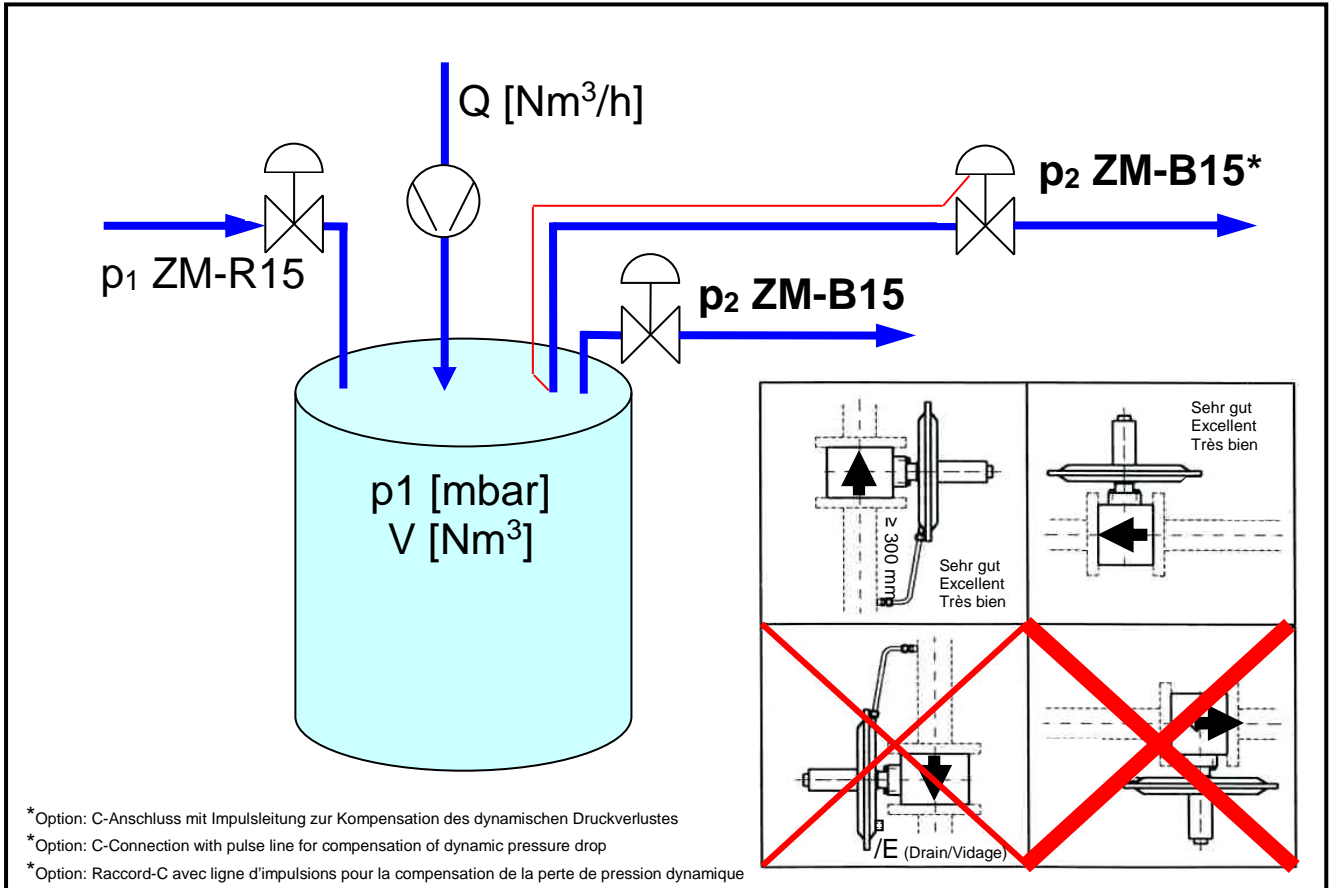 Q [Nm³/h]
p₂ ZM-B15*
p₁ ZM-R15
p₂ ZM-B15
p1 [mbar]
V [Nm³]
≥ 300 mm
Sehr gut
Excellent
Très bien
Sehr gut
Excellent
Très bien
/E (Drain/Vidage)
*Option: C-Anschluss mit Impulsleitung zur Kompensation des dynamischen Druckverlustes
*Option: C-Connection with pulse line for compensation of dynamic pressure drop
*Option: Raccord-C avec ligne d'impulsions pour la compensation de la perte de pression dynamique